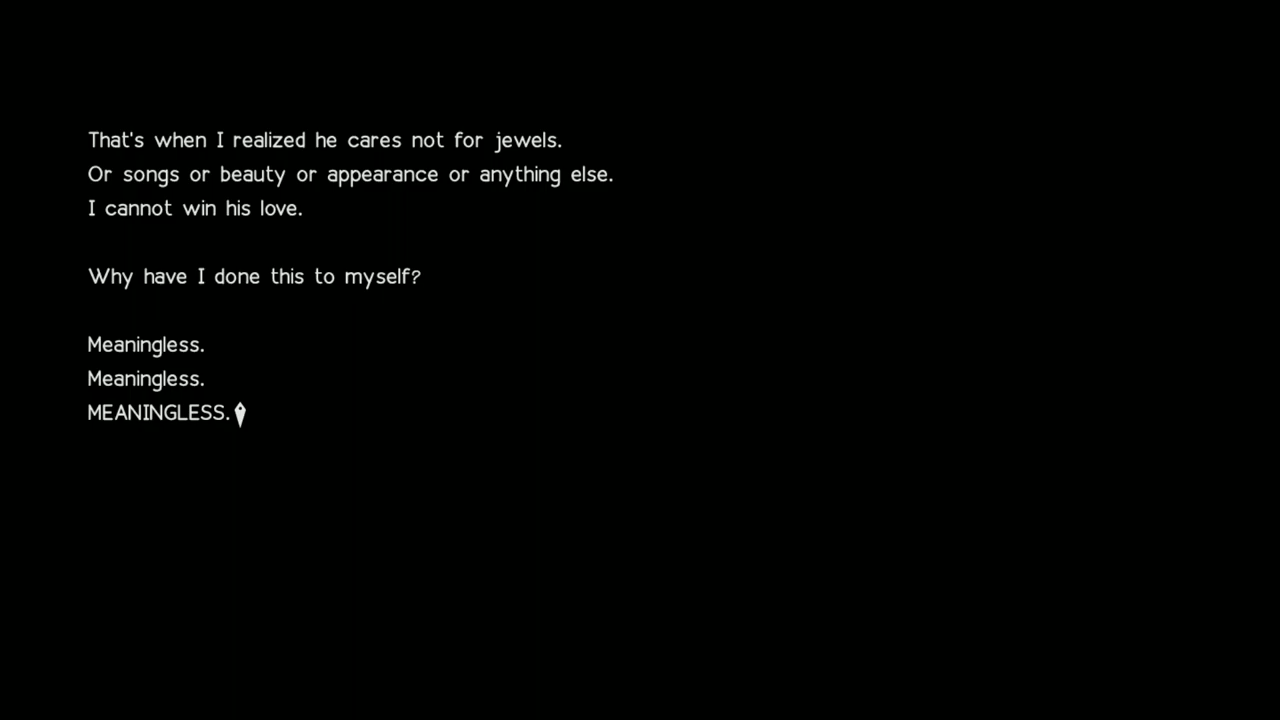 That's when I realized he cares not for jewels.
Or songs or beauty or appearance or anything else.
I cannot win his love.
Why have I done this to myself?
Meaningless.
Meaningless.
MEANINGLESS.